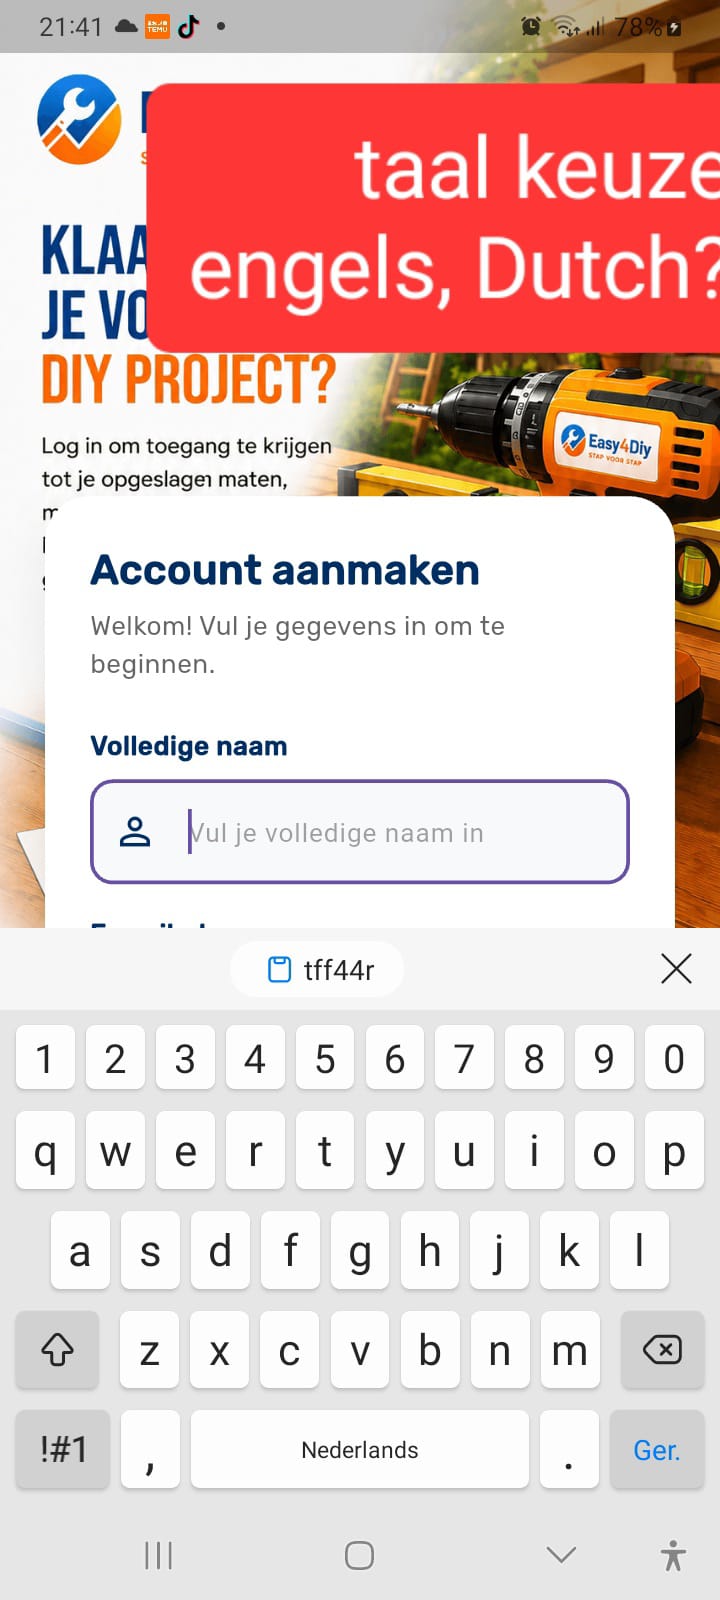 21:41
78%
taal keuze
engels, Dutch?
KLAA
JE VO
DIY PROJECT?
Log in om toegang te krijgen
tot je opgeslagen maten,
Easy4Diy
STAP VOOR STAP
Account aanmaken
Welkom! Vul je gegevens in om te
beginnen.
Volledige naam
Vul je volledige naam in
tff44r
1 2 3 4 5 6 7 8 9 0
q w e r t y u i o p
a s d f g h j k l
z x c v b n m
!#1 , Nederlands . Ger.